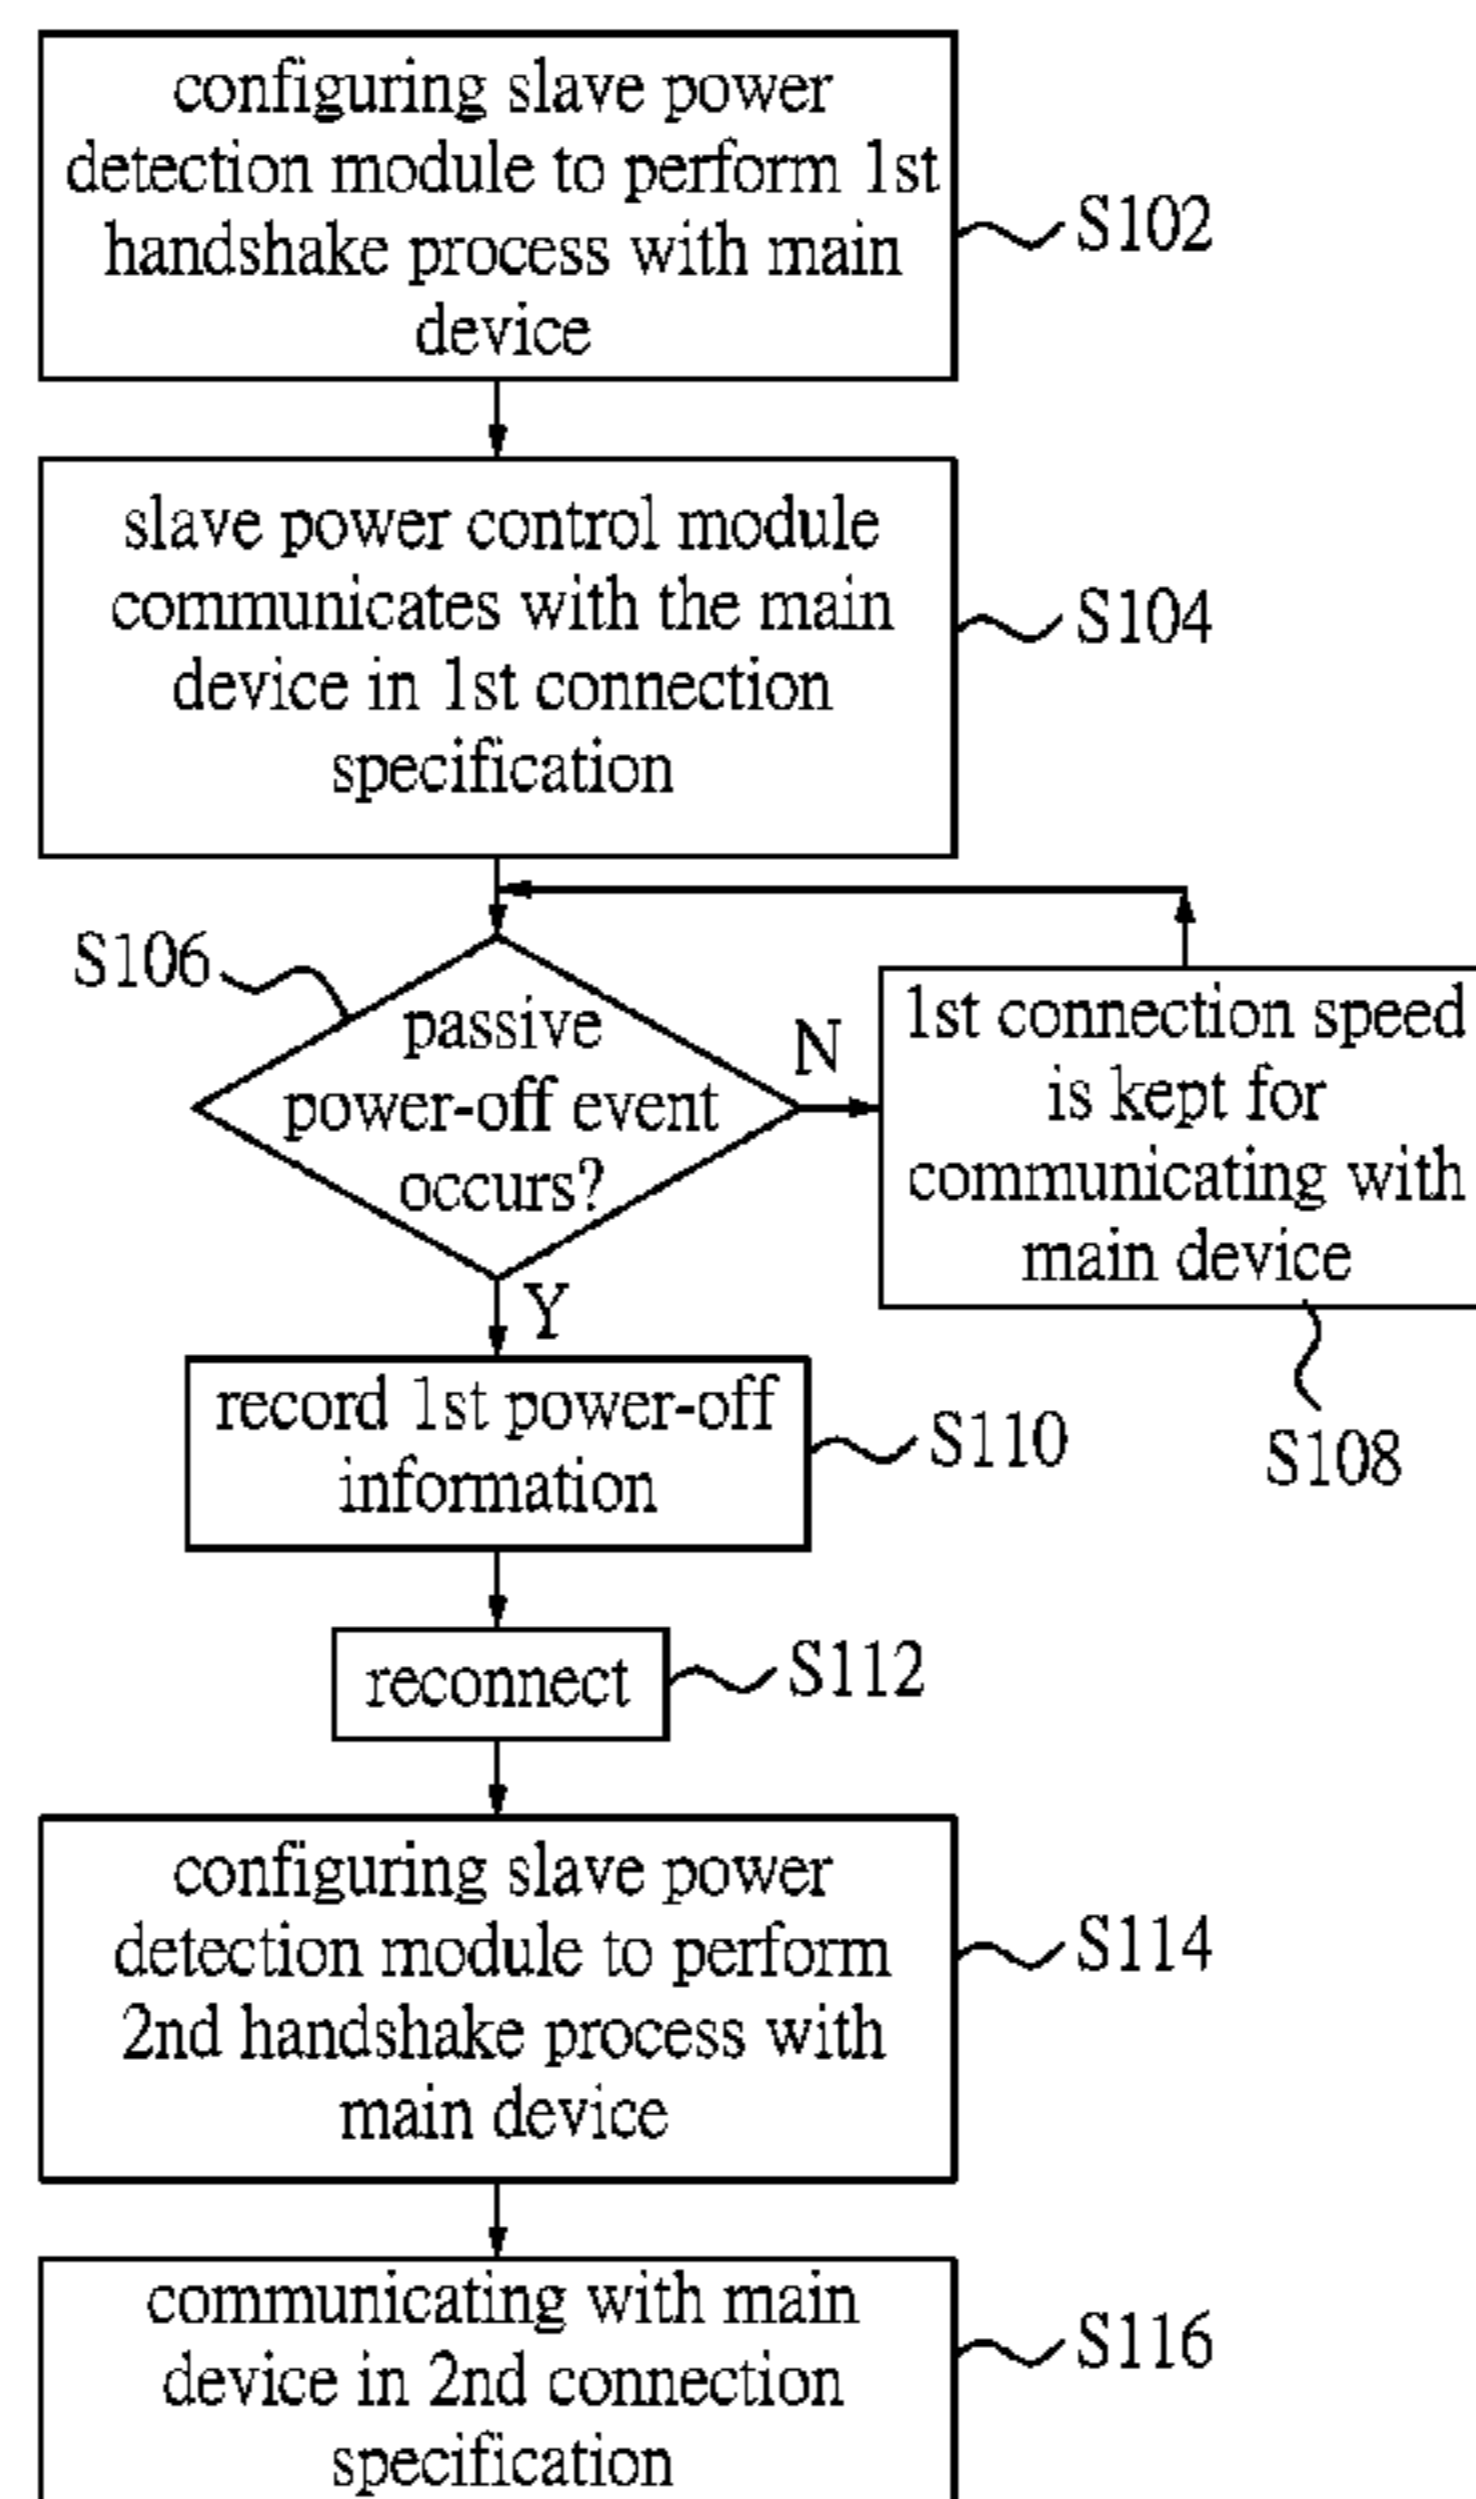 configuring slave power
detection module to perform 1st
handshake process with main
device
S102
slave power control module
communicates with the main
device in 1st connection
specification
S104
S106
passive
power-off event
occurs?
N
1st connection speed
is kept for
communicating with
main device
S108
Y
record 1st power-off
information
S110
reconnect
S112
configuring slave power
detection module to perform
2nd handshake process with
main device
S114
communicating with main
device in 2nd connection
specification
S116